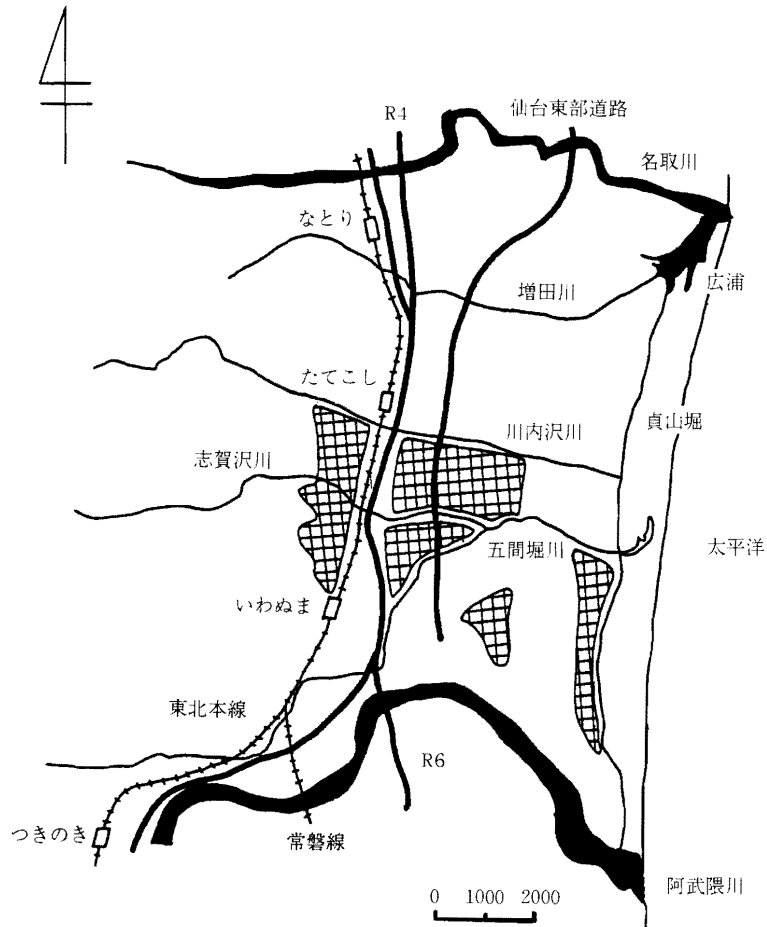 R4
仙台東部道路
名取川
なとり
増田川
広浦
たてこし
貞山堀
川内沢川
志賀沢川
五間堀川
太平洋
いわぬま
東北本線
R6
つきのき
常磐線
阿武隈川
0 1000 2000